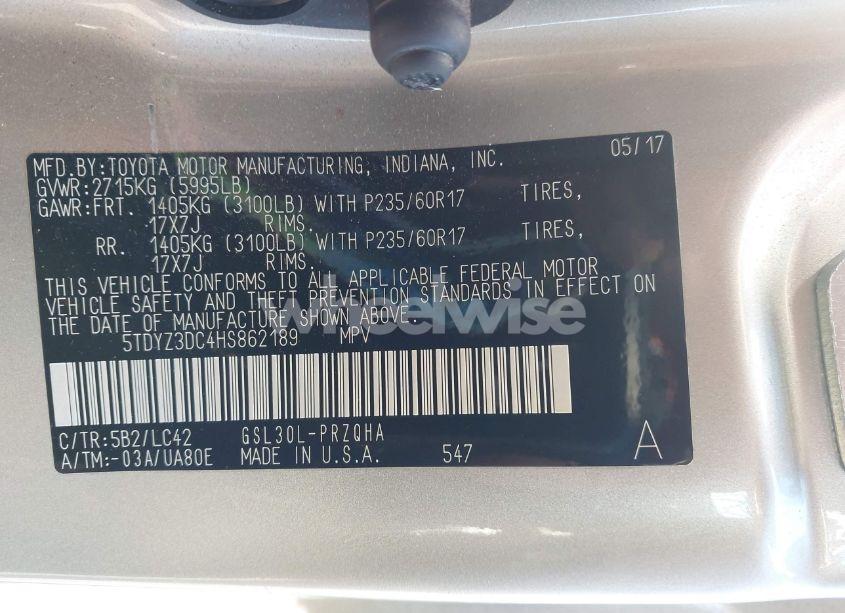 05/17
MFD.BY:TOYOTA MOTOR MANUFACTURING, INDIANA, INC.
GVWR:2715KG (5995LB)
GAWR:FRT. 1405KG (3100LB) WITH P235/60R17 TIRES,
17X7J RIMS.
RR. 1405KG (3100LB) WITH P235/60R17 TIRES,
17X7J RIMS.
THIS VEHICLE CONFORMS TO ALL APPLICABLE FEDERAL MOTOR
VEHICLE SAFETY AND THEFT PREVENTION STANDARDS IN EFFECT ON
THE DATE OF MANUFACTURE SHOWN ABOVE.
wheelwise
5TDYZ3DC4HS862189 MPV
C/TR:5B2/LC42 GSL30L-PRZQHA
A/TM:-03A/UA80E MADE IN U.S.A. 547
A